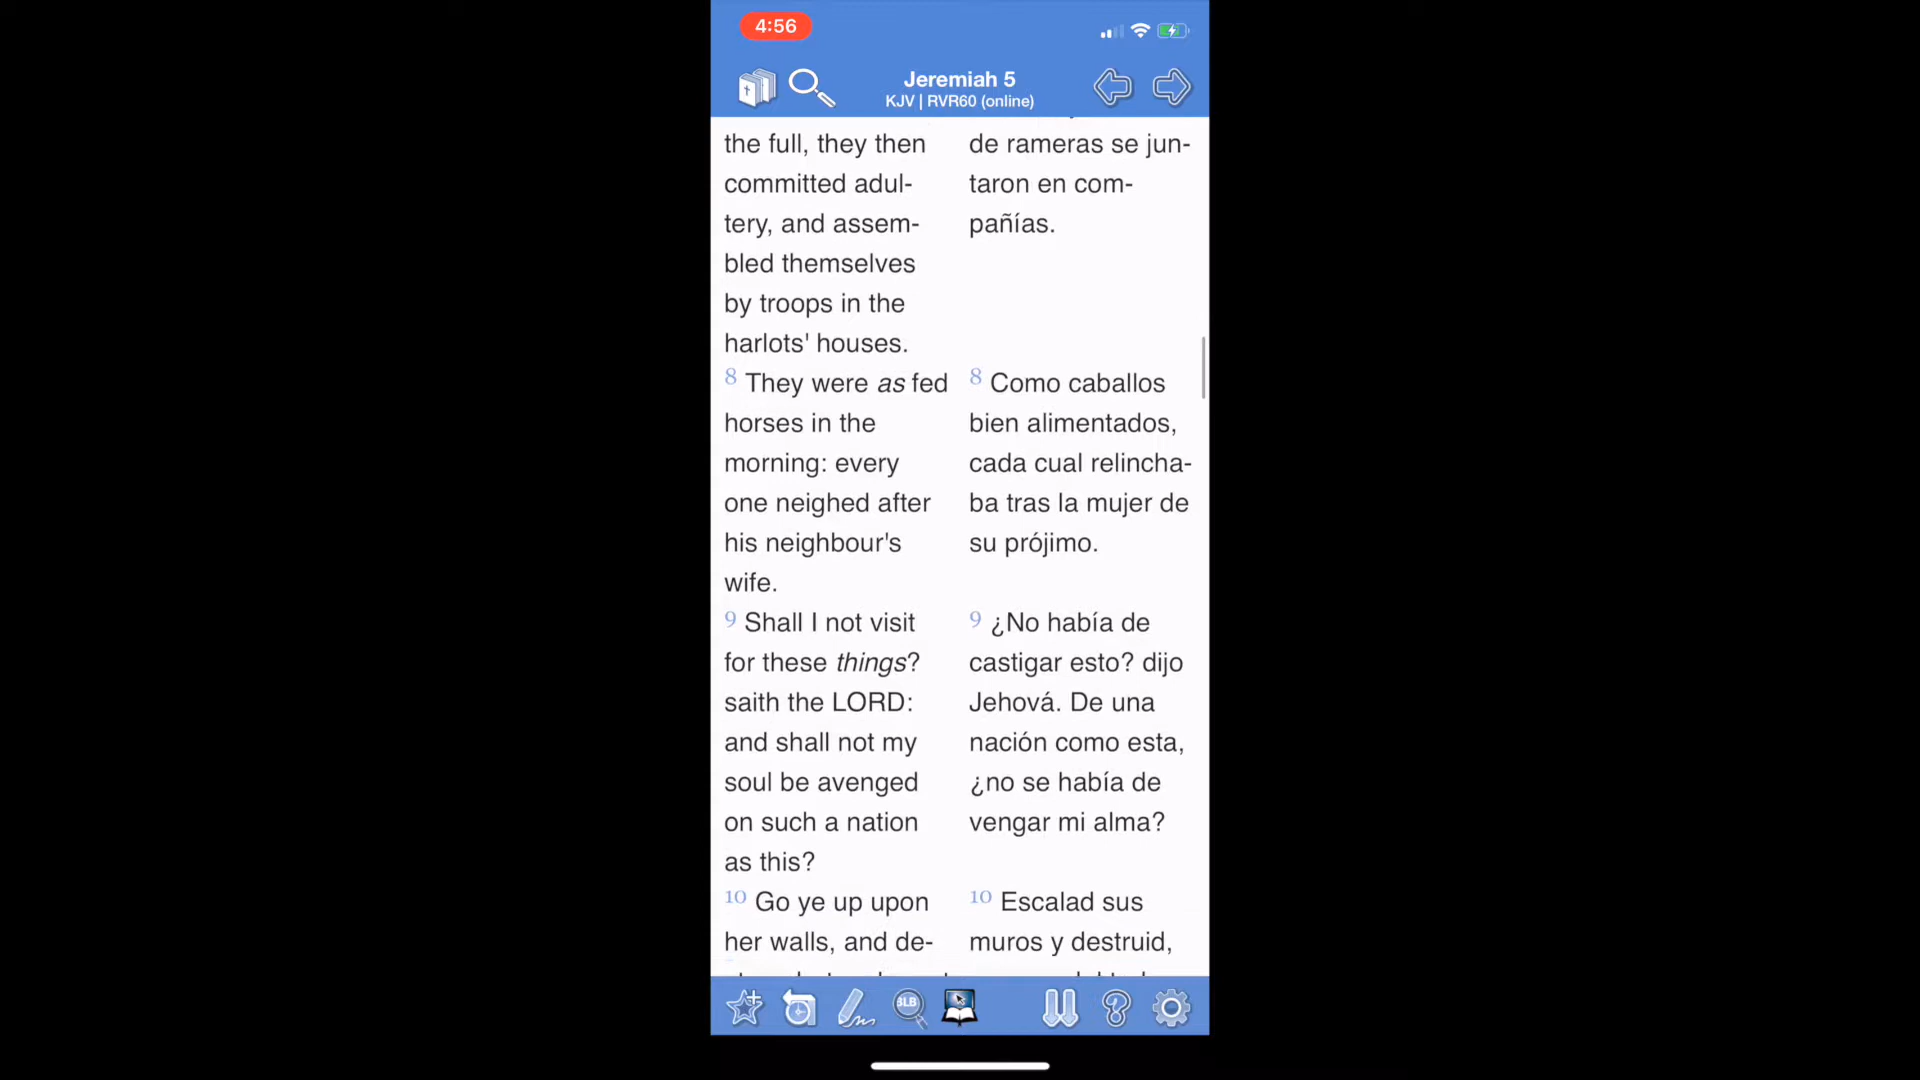 4:56
Jeremiah 5
KJV | RVR60 (online)
the full, they then
committed adul-
tery, and assem-
bled themselves
by troops in the
harlots' houses.
8 They were as fed
horses in the
morning: every
one neighed after
his neighbour's
wife.
9 Shall I not visit
for these things?
saith the LORD:
and shall not my
soul be avenged
on such a nation
as this?
10 Go ye up upon
her walls, and de-
de rameras se jun-
taron en com-
pañías.
8 Como caballos
bien alimentados,
cada cual relincha-
ba tras la mujer de
su prójimo.
9 ¿No había de
castigar esto? dijo
Jehová. De una
nación como esta,
¿no se había de
vengar mi alma?
10 Escalad sus
muros y destruid,
BLB